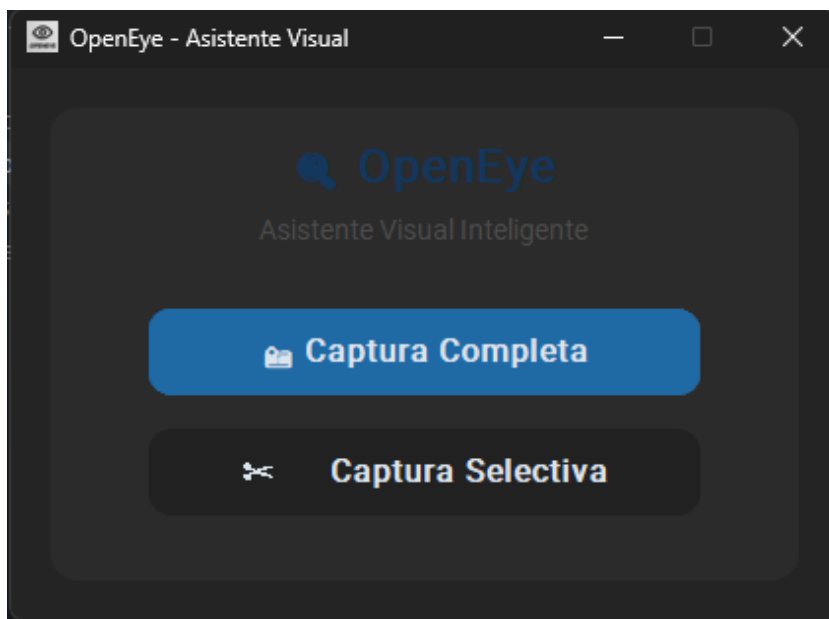 OpenEye - Asistente Visual
OpenEye
Asistente Visual Inteligente
Captura Completa
Captura Selectiva